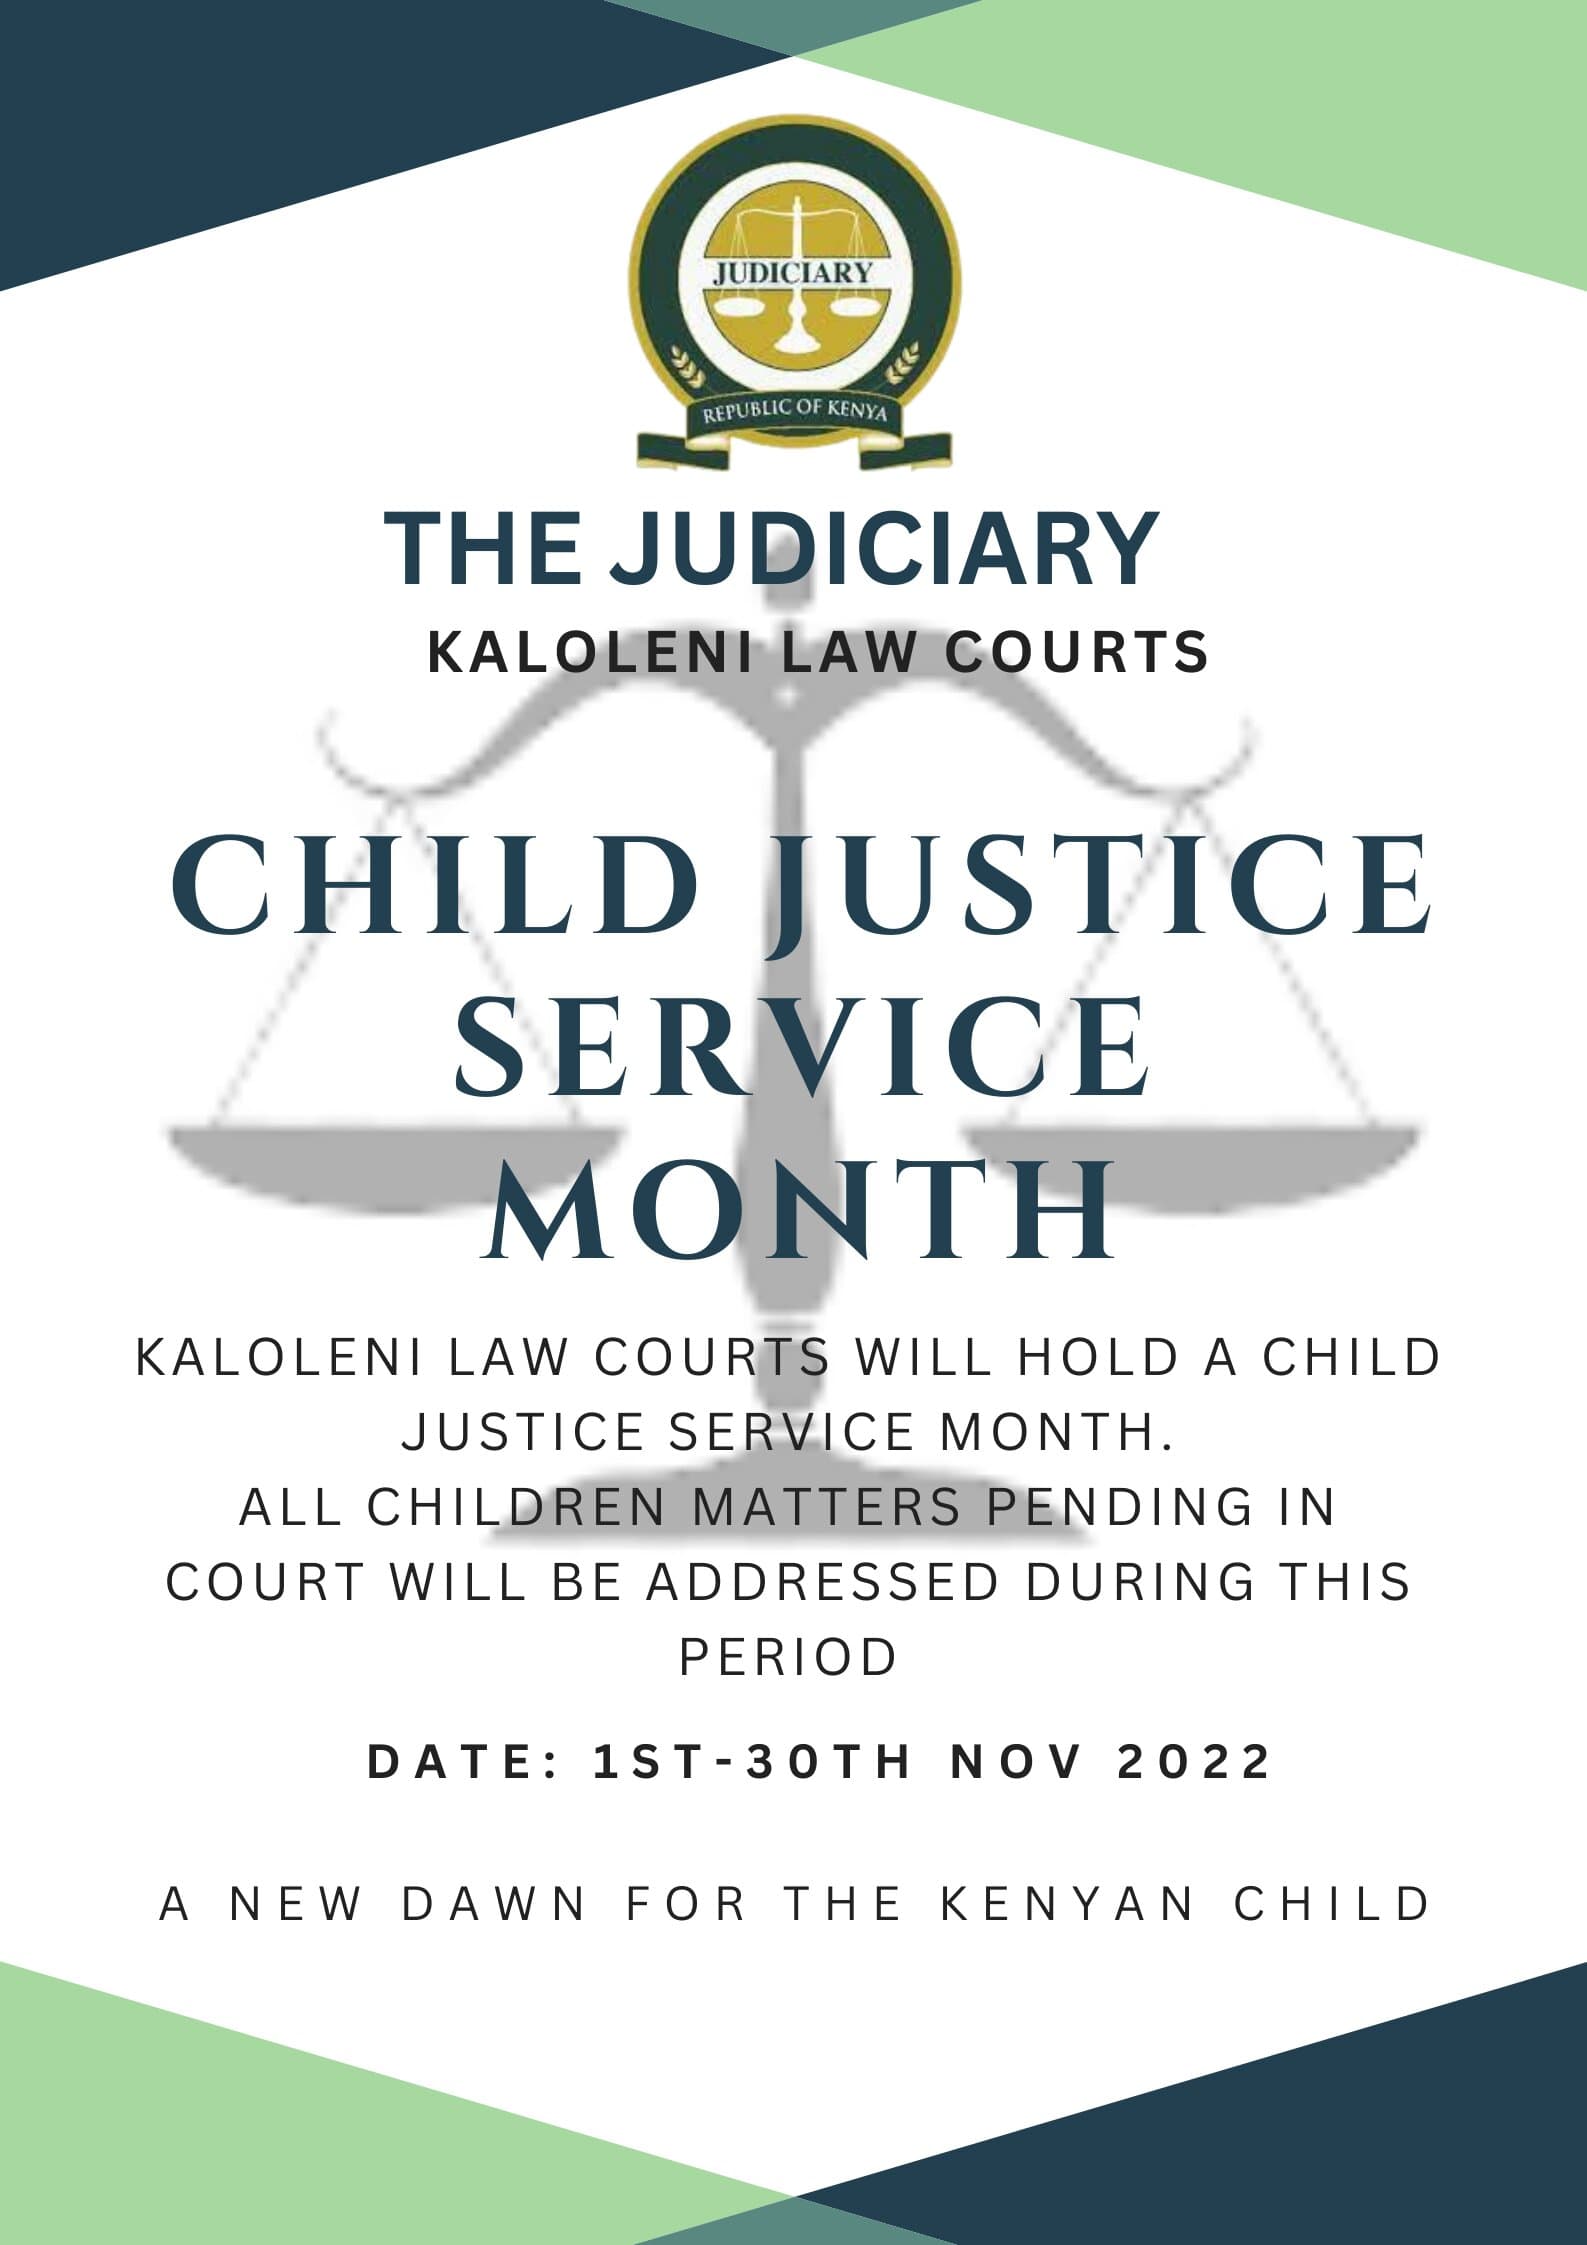 JUDICIARY
REPUBLIC OF KENYA
THE JUDICIARY
KALOLENI LAW COURTS
CHILD JUSTICE
SERVICE
MONTH
KALOLENI LAW COURTS WILL HOLD A CHILD
JUSTICE SERVICE MONTH.
ALL CHILDREN MATTERS PENDING IN
COURT WILL BE ADDRESSED DURING THIS
PERIOD
DATE: 1ST-30TH NOV 2022
A NEW DAWN FOR THE KENYAN CHILD